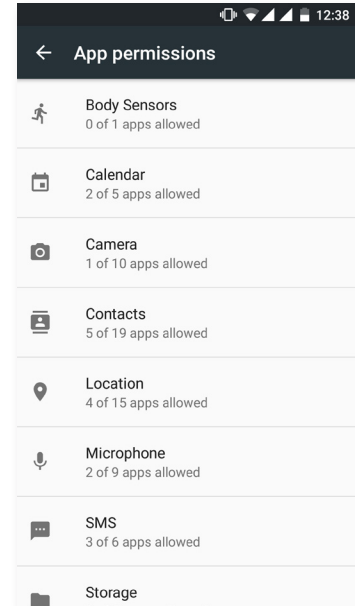 12:38
App permissions
Body Sensors
0 of 1 apps allowed
Calendar
2 of 5 apps allowed
Camera
1 of 10 apps allowed
Contacts
5 of 19 apps allowed
Location
4 of 15 apps allowed
Microphone
2 of 9 apps allowed
SMS
3 of 6 apps allowed
Storage